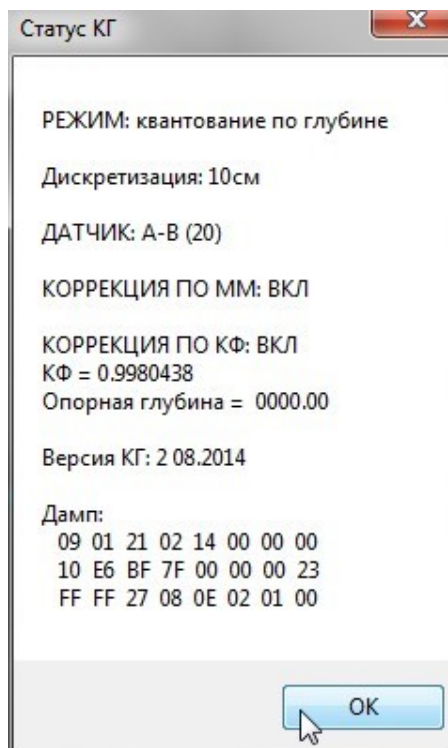 Статус КГ
РЕЖИМ: квантование по глубине
Дискретизация: 10см
ДАТЧИК: А-В (20)
КОРРЕКЦИЯ ПО ММ: ВКЛ
КОРРЕКЦИЯ ПО КФ: ВКЛ
КФ = 0.9980438
Опорная глубина = 0000.00
Версия КГ: 2 08.2014
Дамп:
09 01 21 02 14 00 00 00
10 E6 BF 7F 00 00 00 23
FF FF 27 08 0E 02 01 00
OK